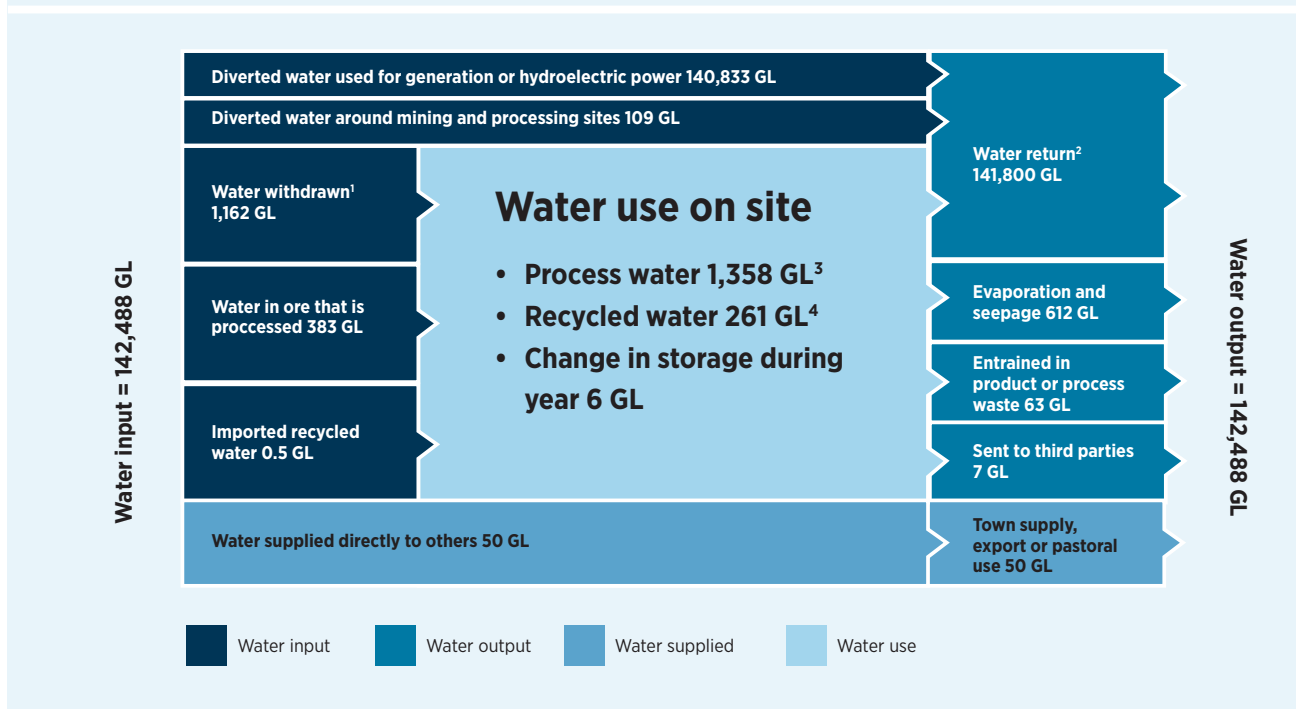 Diverted water used for generation or hydroelectric power 140,833 GL
Diverted water around mining and processing sites 109 GL
Water withdrawn¹
1,162 GL
Water in ore that is
proccessed 383 GL
Imported recycled
water 0.5 GL
Water use on site
• Process water 1,358 GL³
• Recycled water 261 GL⁴
• Change in storage during
year 6 GL
Water return²
141,800 GL
Evaporation and
seepage 612 GL
Entrained in
product or process
waste 63 GL
Sent to third parties
7 GL
Water supplied directly to others 50 GL
Town supply,
export or pastoral
use 50 GL
Water input = 142,488 GL
Water output = 142,488 GL
Water input
Water output
Water supplied
Water use